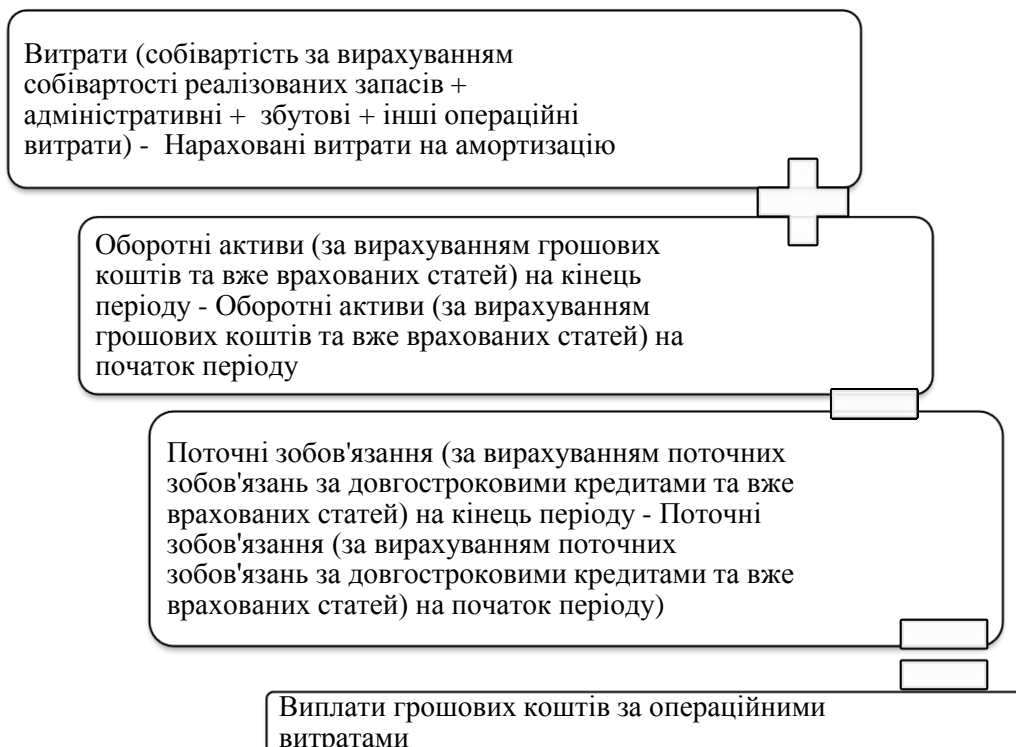 Витрати (собівартість за вирахуванням
собівартості реалізованих запасів +
адміністративні + збутові + інші операційні
витрати) - Нараховані витрати на амортизацію
Оборотні активи (за вирахуванням грошових
коштів та вже врахованих статей) на кінець
періоду - Оборотні активи (за вирахуванням
грошових коштів та вже врахованих статей) на
початок періоду
Поточні зобов'язання (за вирахуванням поточних
зобов'язань за довгостроковими кредитами та вже
врахованих статей) на кінець періоду - Поточні
зобов'язання (за вирахуванням поточних
зобов'язань за довгостроковими кредитами та вже
врахованих статей) на початок періоду)
Виплати грошових коштів за операційними
витратами